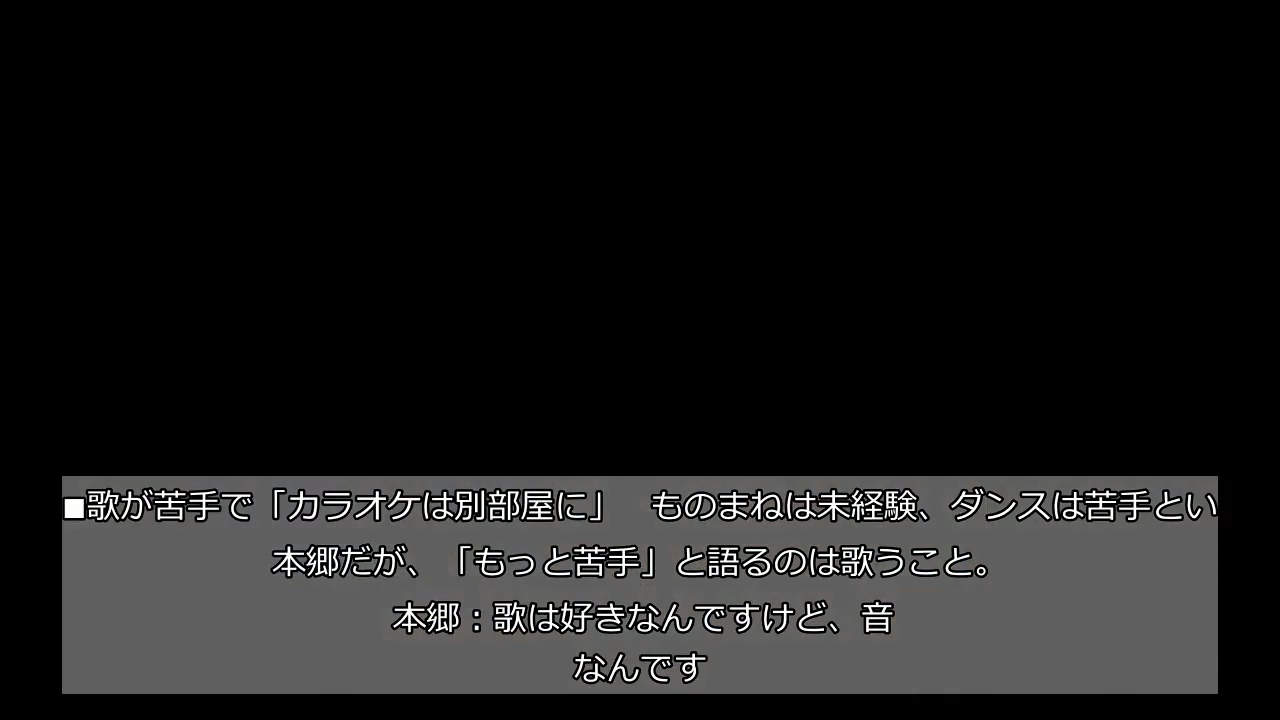 ■歌が苦手で「カラオケは別部屋に」　ものまねは未経験、ダンスは苦手とい
本郷だが、「もっと苦手」と語るのは歌うこと。
本郷：歌は好きなんですけど、音
なんです